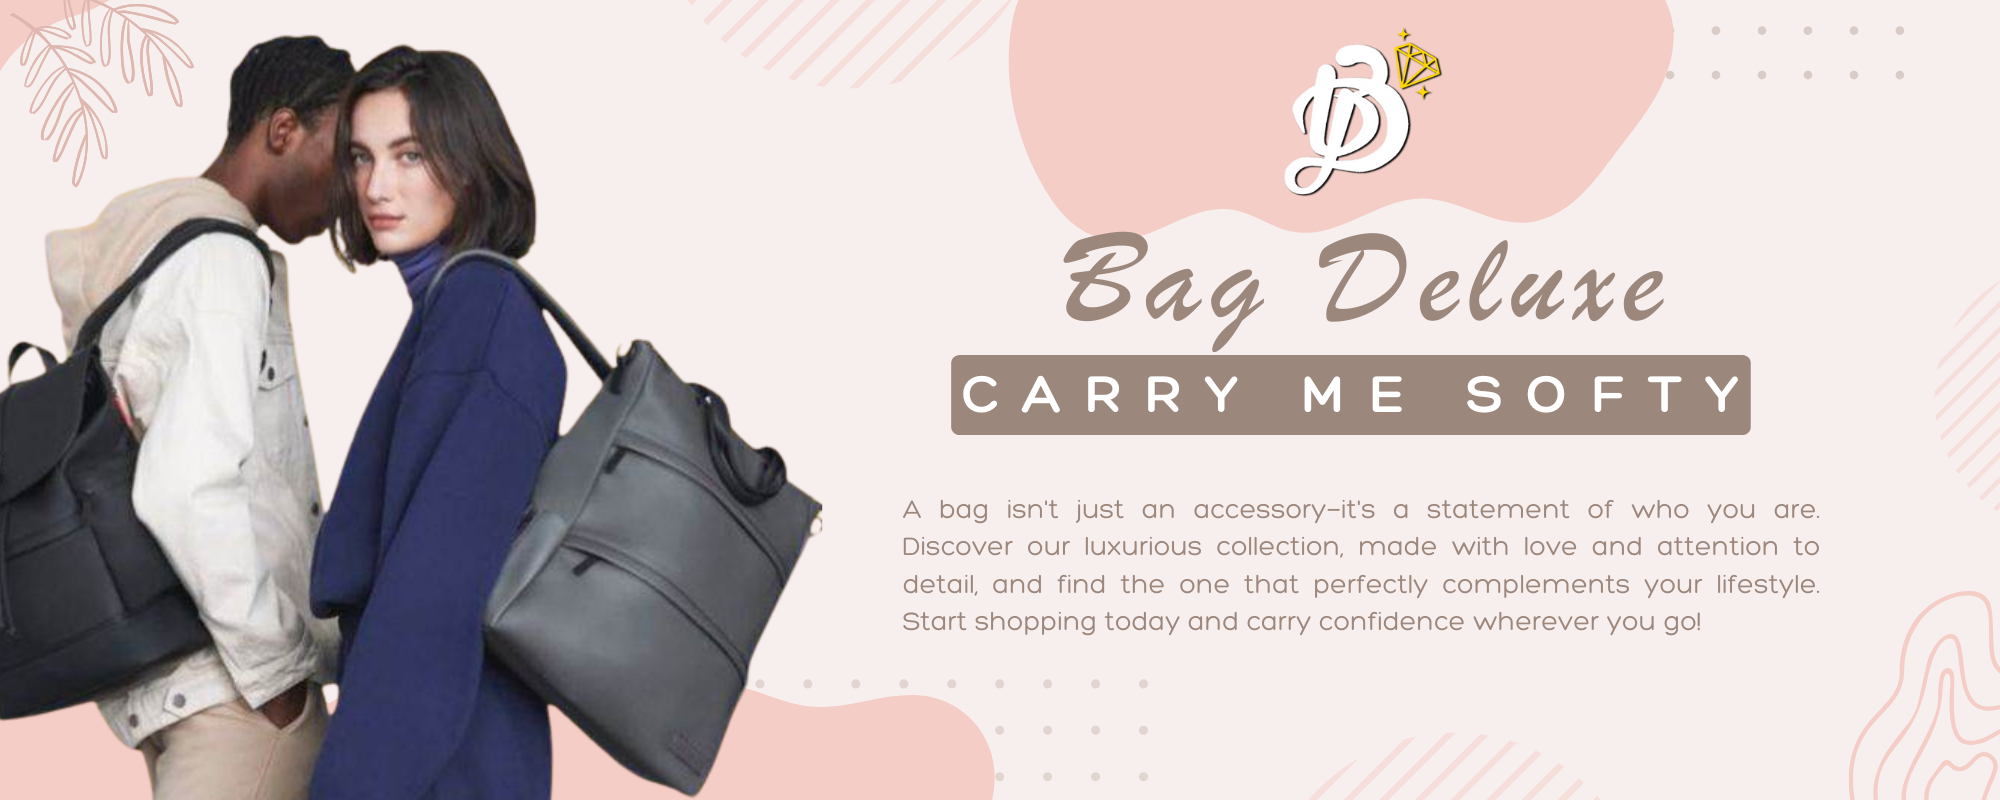 BD
Bag Deluxe
CARRY ME SOFTY
A bag isn't just an accessory–it's a statement of who you are.
Discover our luxurious collection, made with love and attention to
detail, and find the one that perfectly complements your lifestyle.
Start shopping today and carry confidence wherever you go!